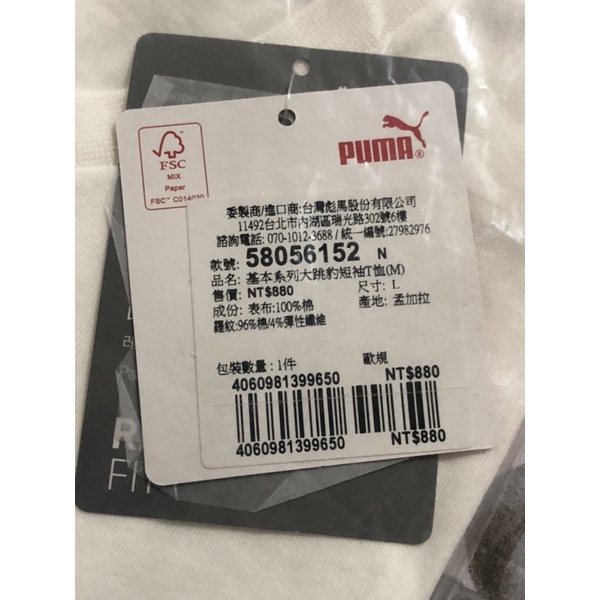 FSC
MIX
Paper
FSC™ C014030
PUMA®
委製商/進口商:台灣彪馬股份有限公司
11492台北市內湖區瑞光路302號6樓
諮詢電話: 070-1012-3688 / 統一編號:27982976
款號: 58056152 N
品名: 基本系列大跳豹短袖T恤(M)
售價: NT$880 尺寸: L
成份: 表布:100%棉 產地: 孟加拉
羅紋:96%棉/4%彈性纖維
包裝數量: 1件 歐規
4060981399650 NT$880
4060981399650 NT$880